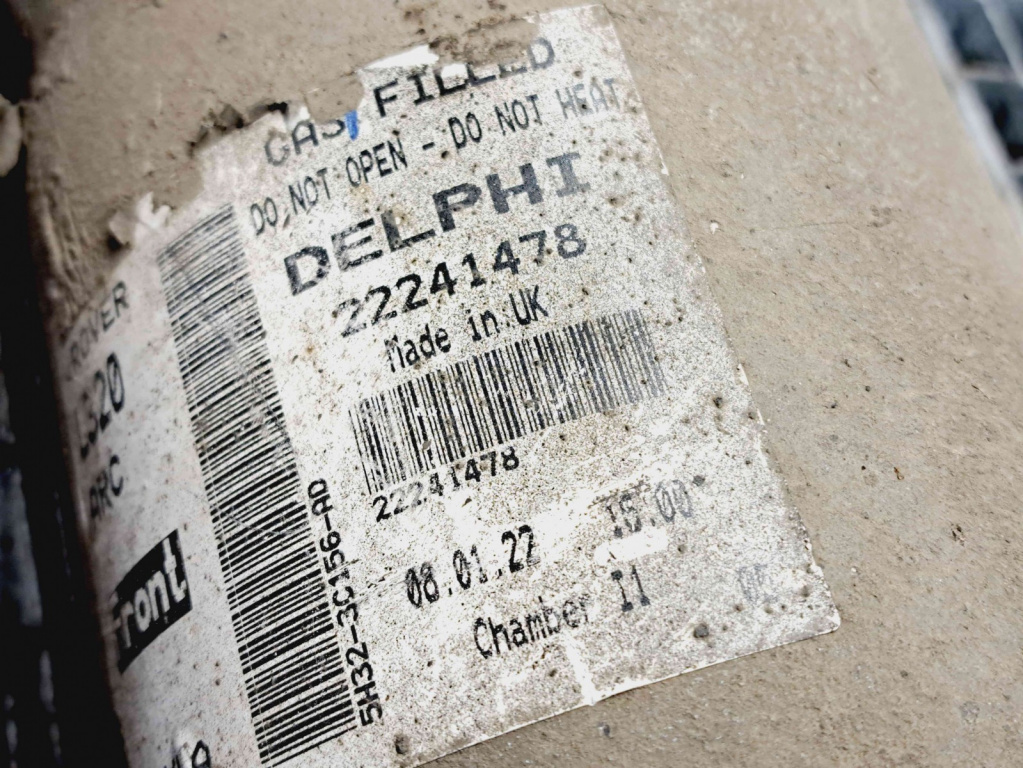 GAS FILLED
DO NOT OPEN - DO NOT HEAT
DELPHI
22241478
Made in UK
22241478
08.01.22 15:00
Chamber I1
5H32-3C156-AD
ROVER
L320
ARC
Front